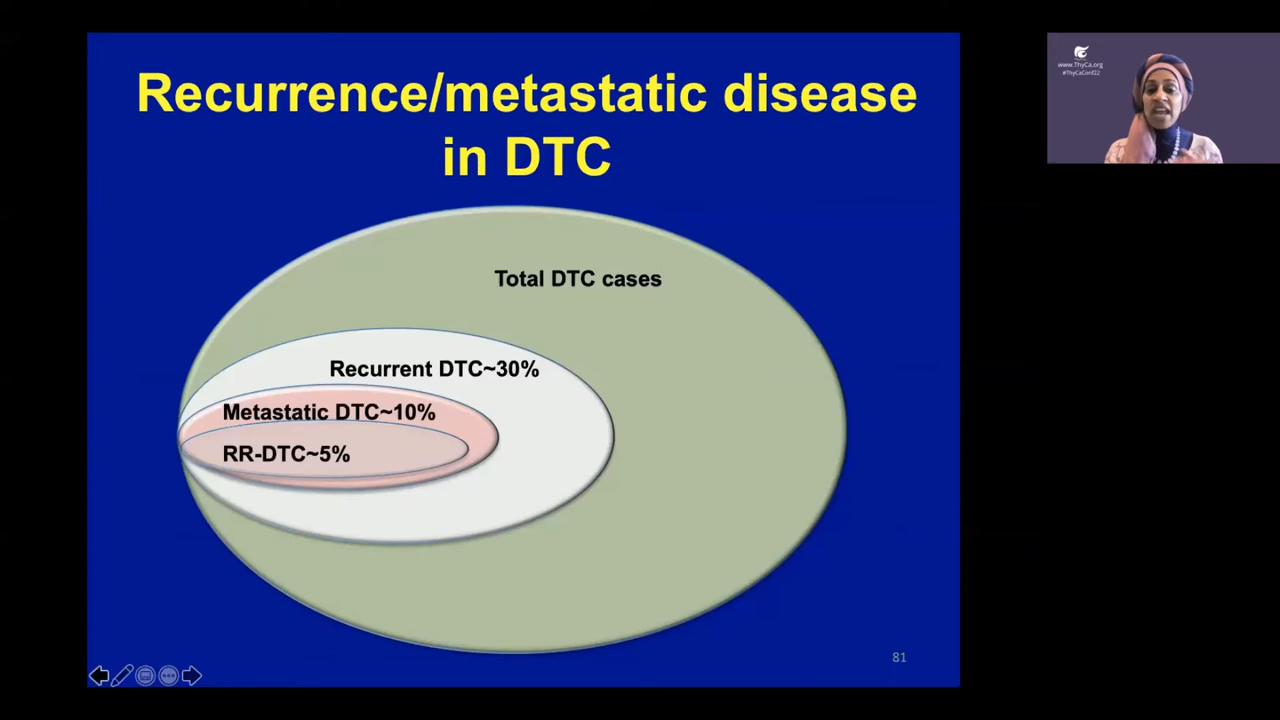 Recurrence/metastatic disease
in DTC
Total DTC cases
Recurrent DTC~30%
Metastatic DTC~10%
RR-DTC~5%
81
www.ThyCa.org
#ThyCaConf22